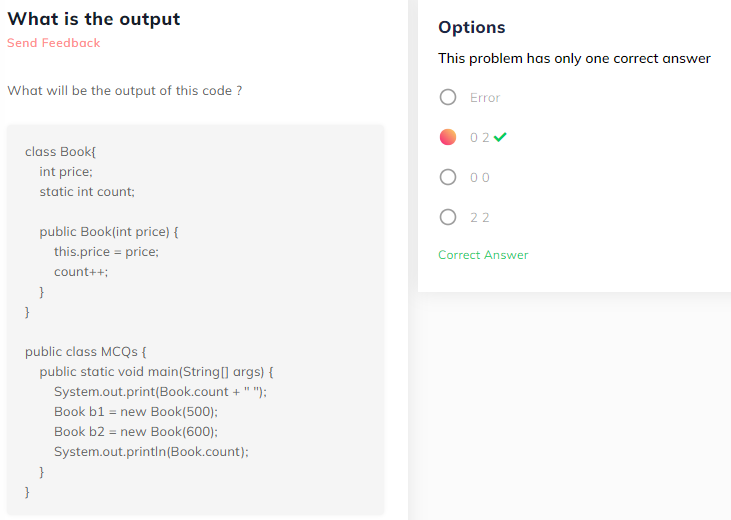 What is the output
Send Feedback
What will be the output of this code ?
class Book{
int price;
static int count;
public Book(int price) {
this.price = price;
count++;
}
}
public class MCQs {
public static void main(String[] args) {
System.out.print(Book.count + " ");
Book b1 = new Book(500);
Book b2 = new Book(600);
System.out.println(Book.count);
}
}
Options
This problem has only one correct answer
Error
0 2
0 0
2 2
Correct Answer